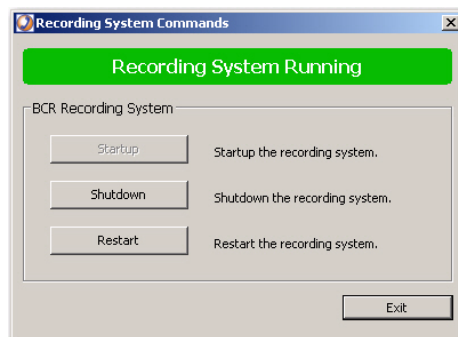 Recording System Commands
Recording System Running
BCR Recording System
Startup Startup the recording system.
Shutdown Shutdown the recording system.
Restart Restart the recording system.
Exit